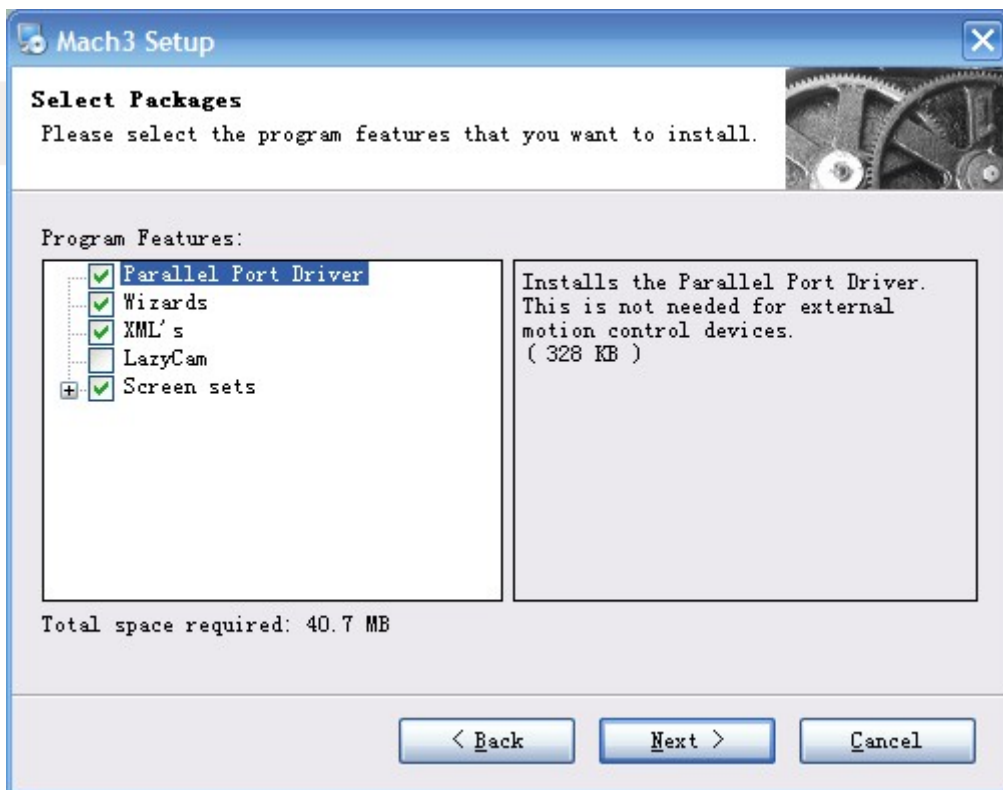 Mach3 Setup
Select Packages
Please select the program features that you want to install.
Program Features:
Parallel Port Driver
Wizards
XML's
LazyCam
Screen sets
Installs the Parallel Port Driver.
This is not needed for external
motion control devices.
( 328 KB )
Total space required: 40.7 MB
< Back
Next >
Cancel